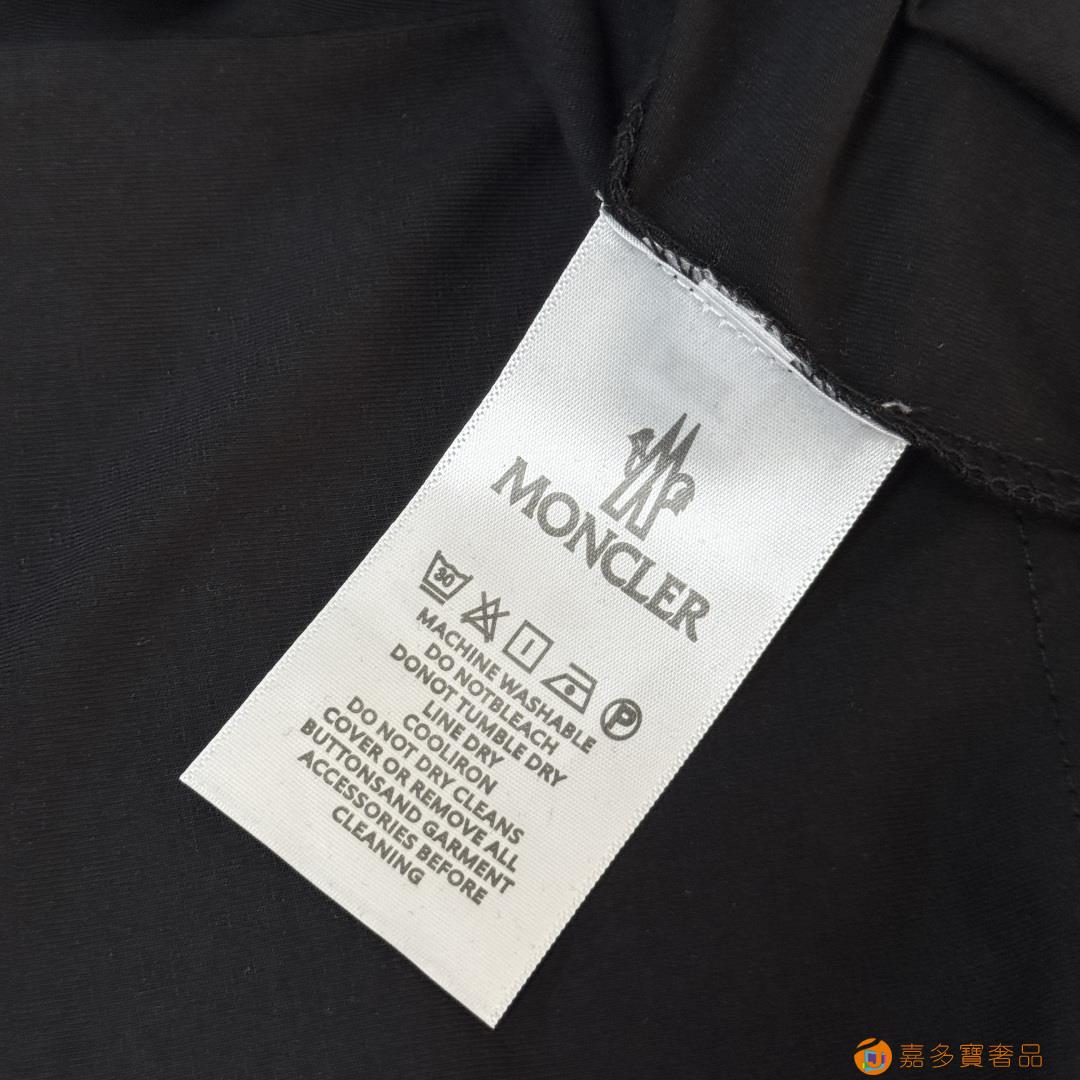 MONCLER
30
P
MACHINE WASHABLE
DO NOTBLEACH
DONOT TUMBLE DRY
LINE DRY
COOLIRON
DO NOT DRY CLEANS
COVER OR REMOVE ALL
BUTTONSAND GARMENT
ACCESSORIES BEFORE
CLEANING
嘉多寶奢品